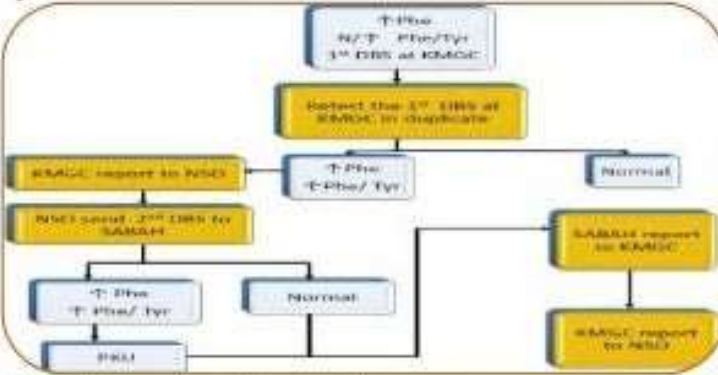 ↑ Phe
N/↑ Phe/Tyr
1st DBS at KMGC
Retest the 1st DBS at
KMGC in duplicate
KMGC report to NSO
↑ Phe
↑ Phe/ Tyr
Normal
NSO send 2nd DBS to
SABAH
SABAH report
to KMGC
↑ Phe
↑ Phe/ Tyr
Normal
PKU
KMGC report
to NSO